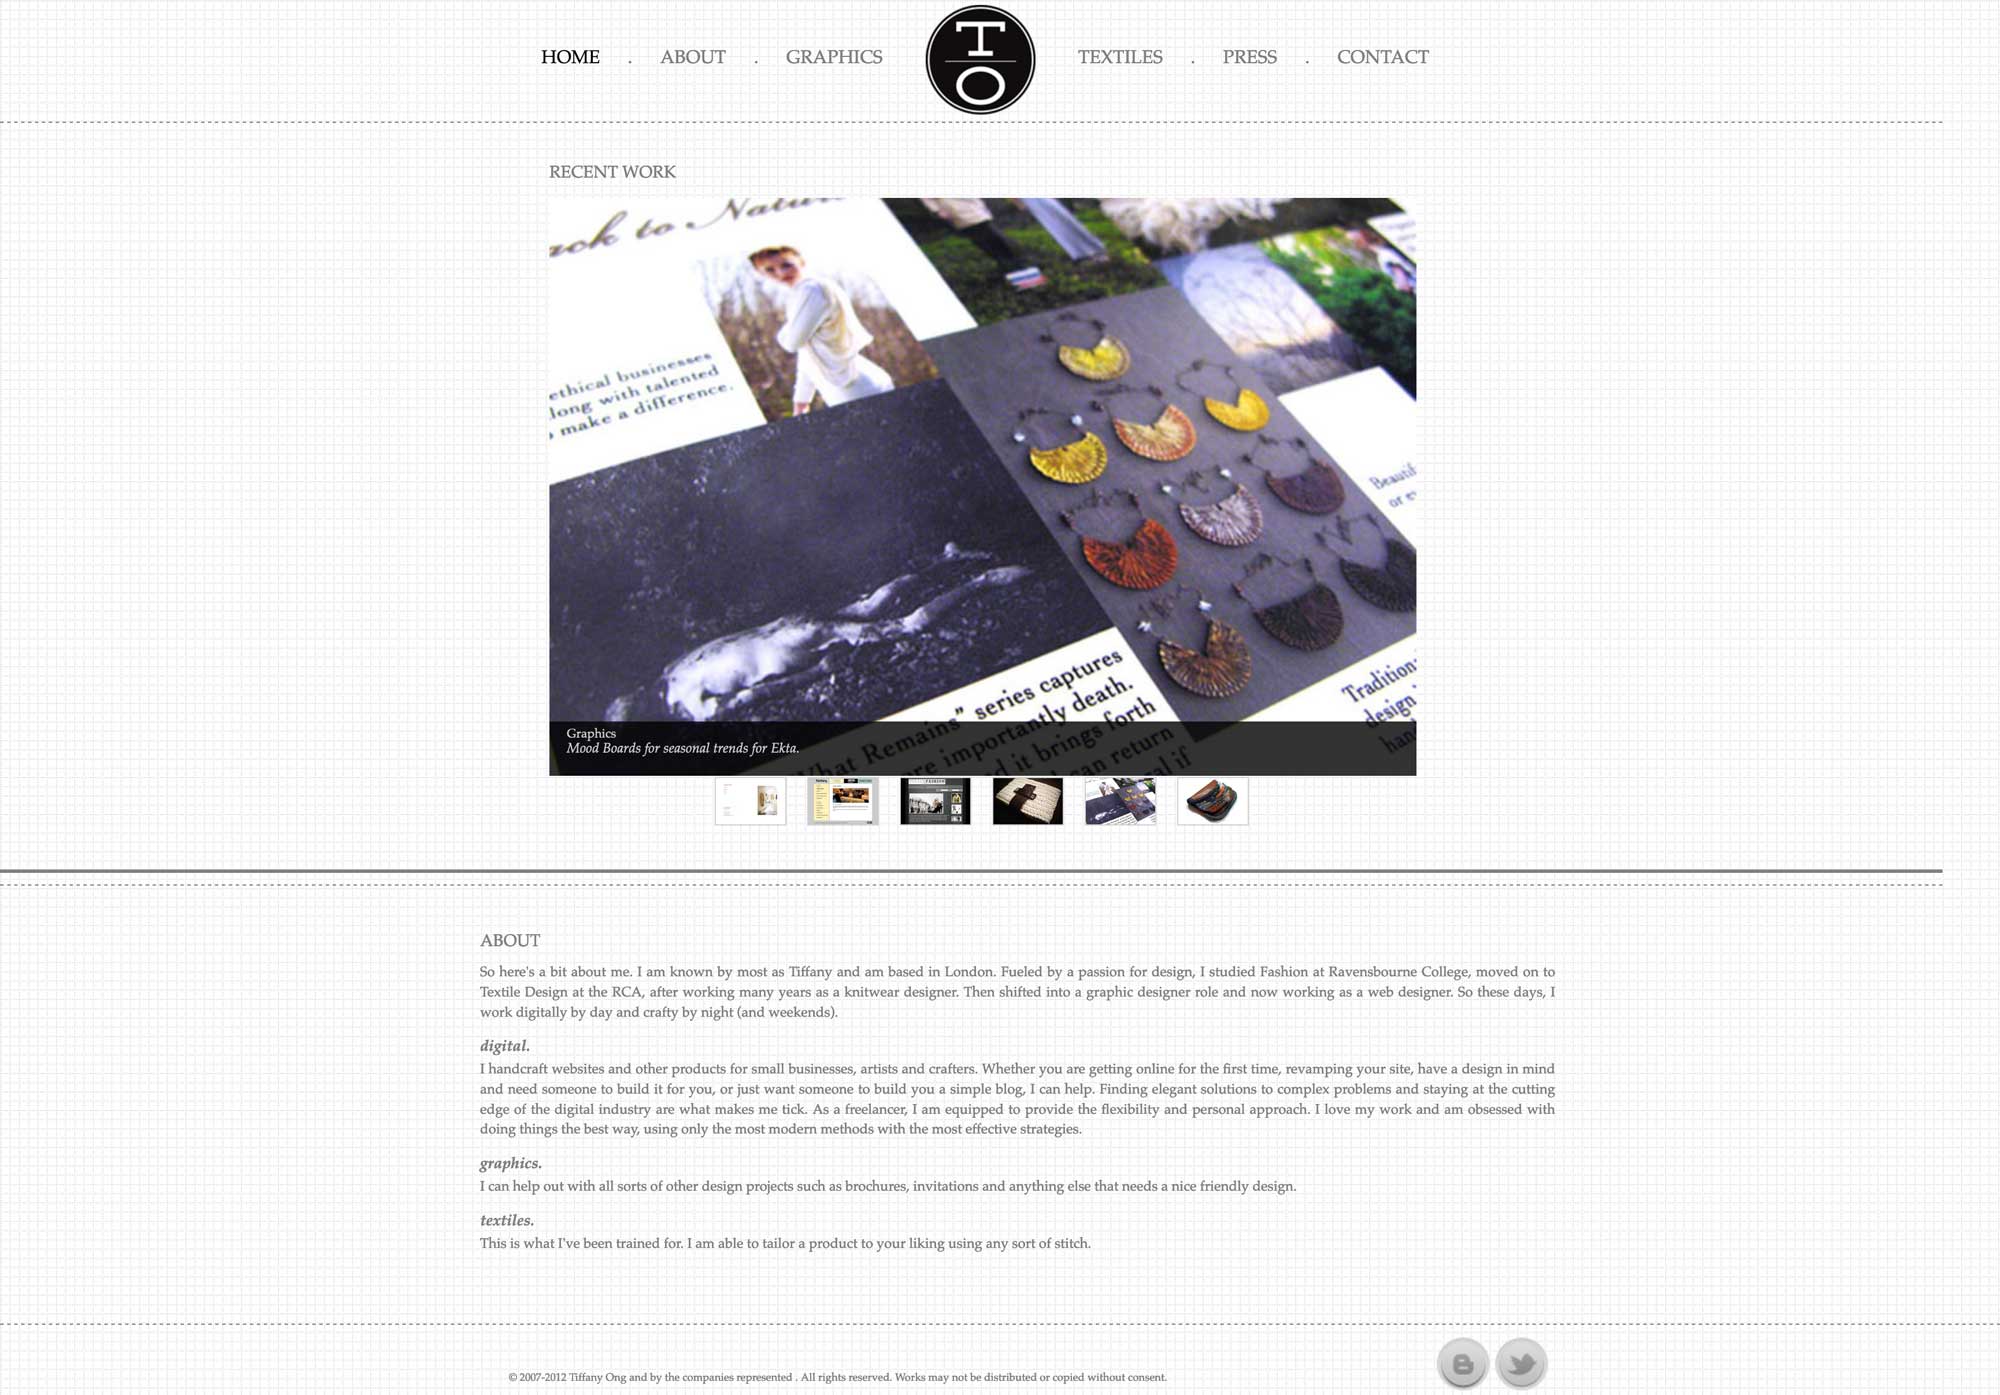 HOME . ABOUT . GRAPHICS
T
O
TEXTILES . PRESS . CONTACT
RECENT WORK
ack to Natur
ethical businesses
long with talented
make a difference.
Beautif
or e
What Remains” series captures
are importantly death.
d it brings forth
can return
al if
Tradition
design
han
Graphics
Mood Boards for seasonal trends for Ekta.
ABOUT
So here's a bit about me. I am known by most as Tiffany and am based in London. Fueled by a passion for design, I studied Fashion at Ravensbourne College, moved on to
Textile Design at the RCA, after working many years as a knitwear designer. Then shifted into a graphic designer role and now working as a web designer. So these days, I
work digitally by day and crafty by night (and weekends).
digital.
I handcraft websites and other products for small businesses, artists and crafters. Whether you are getting online for the first time, revamping your site, have a design in mind
and need someone to build it for you, or just want someone to build you a simple blog, I can help. Finding elegant solutions to complex problems and staying at the cutting
edge of the digital industry are what makes me tick. As a freelancer, I am equipped to provide the flexibility and personal approach. I love my work and am obsessed with
doing things the best way, using only the most modern methods with the most effective strategies.
graphics.
I can help out with all sorts of other design projects such as brochures, invitations and anything else that needs a nice friendly design.
textiles.
This is what I've been trained for. I am able to tailor a product to your liking using any sort of stitch.
© 2007-2012 Tiffany Ong and by the companies represented . All rights reserved. Works may not be distributed or copied without consent.